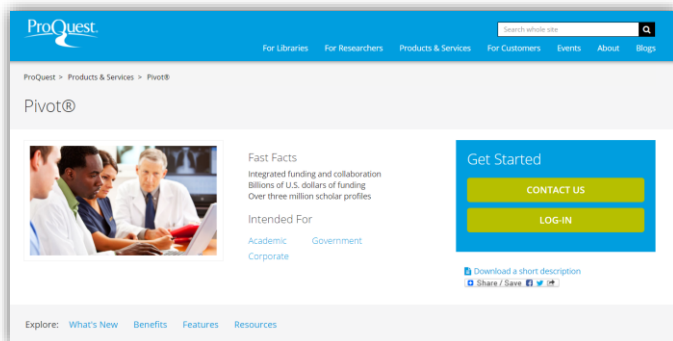 ProQuest
Search whole site
For Libraries For Researchers Products & Services For Customers Events About Blogs
ProQuest > Products & Services > Pivot®
Pivot®
Fast Facts
Integrated funding and collaboration
Billions of U.S. dollars of funding
Over three million scholar profiles
Intended For
Academic Government
Corporate
Get Started
CONTACT US
LOG-IN
Download a short description
Share / Save
Explore: What's New Benefits Features Resources